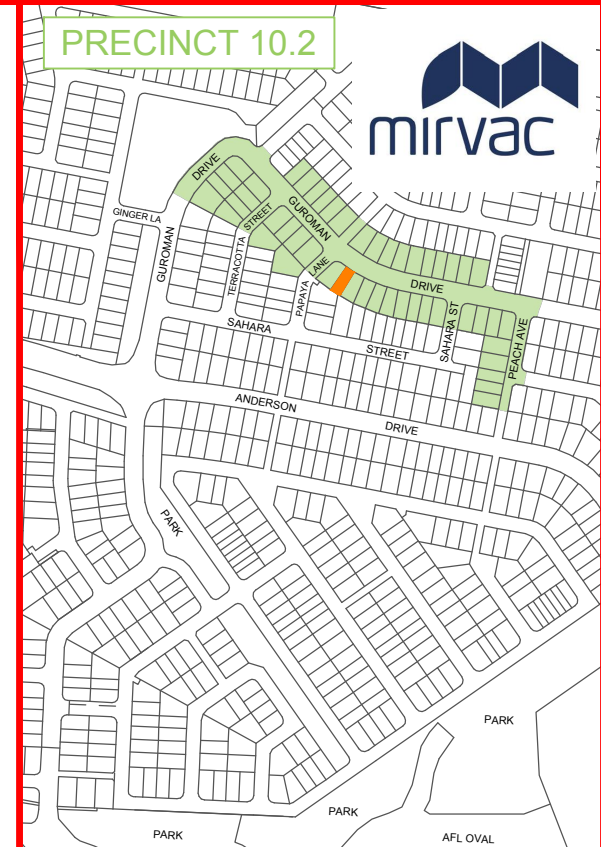 PRECINCT 10.2
mirvac
DRIVE
GINGER LA
STREET
GUROMAN
GUROMAN
TERRACOTTA
LANE
PAPAYA
DRIVE
SAHARA
STREET
SAHARA ST
PEACH AVE
ANDERSON
DRIVE
PARK
PARK
PARK
PARK
AFL OVAL